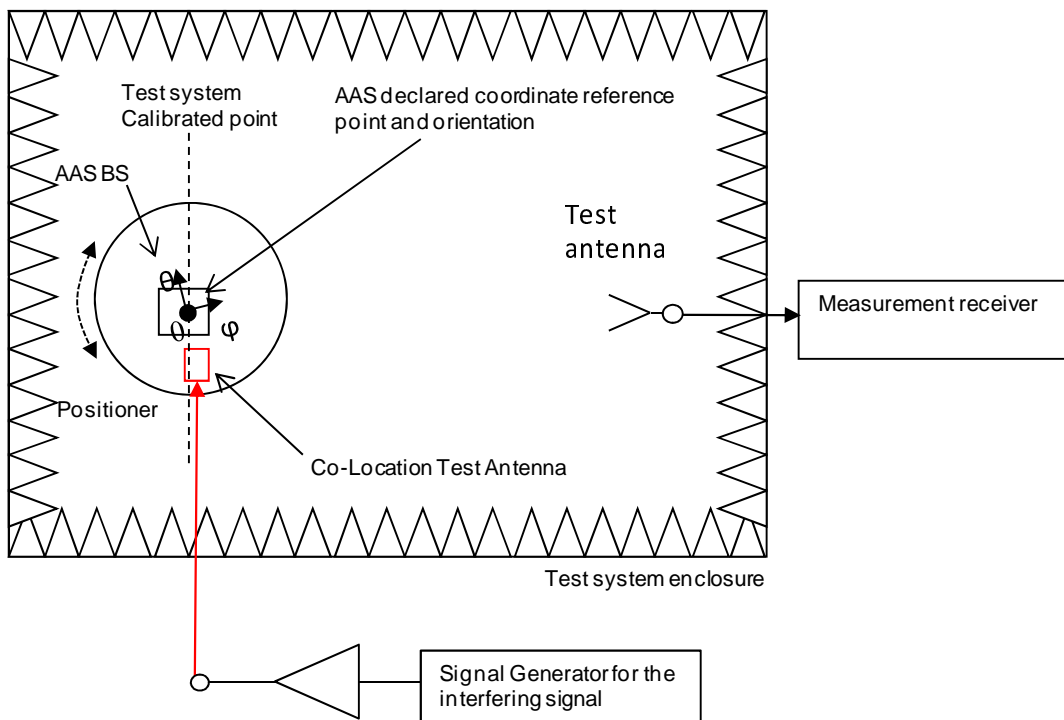 Test system
Calibrated point
AAS declared coordinate reference
point and orientation
AAS BS
Test
antenna
θ
0
φ
Measurement receiver
Positioner
Co-Location Test Antenna
Test system enclosure
Signal Generator for the
interfering signal